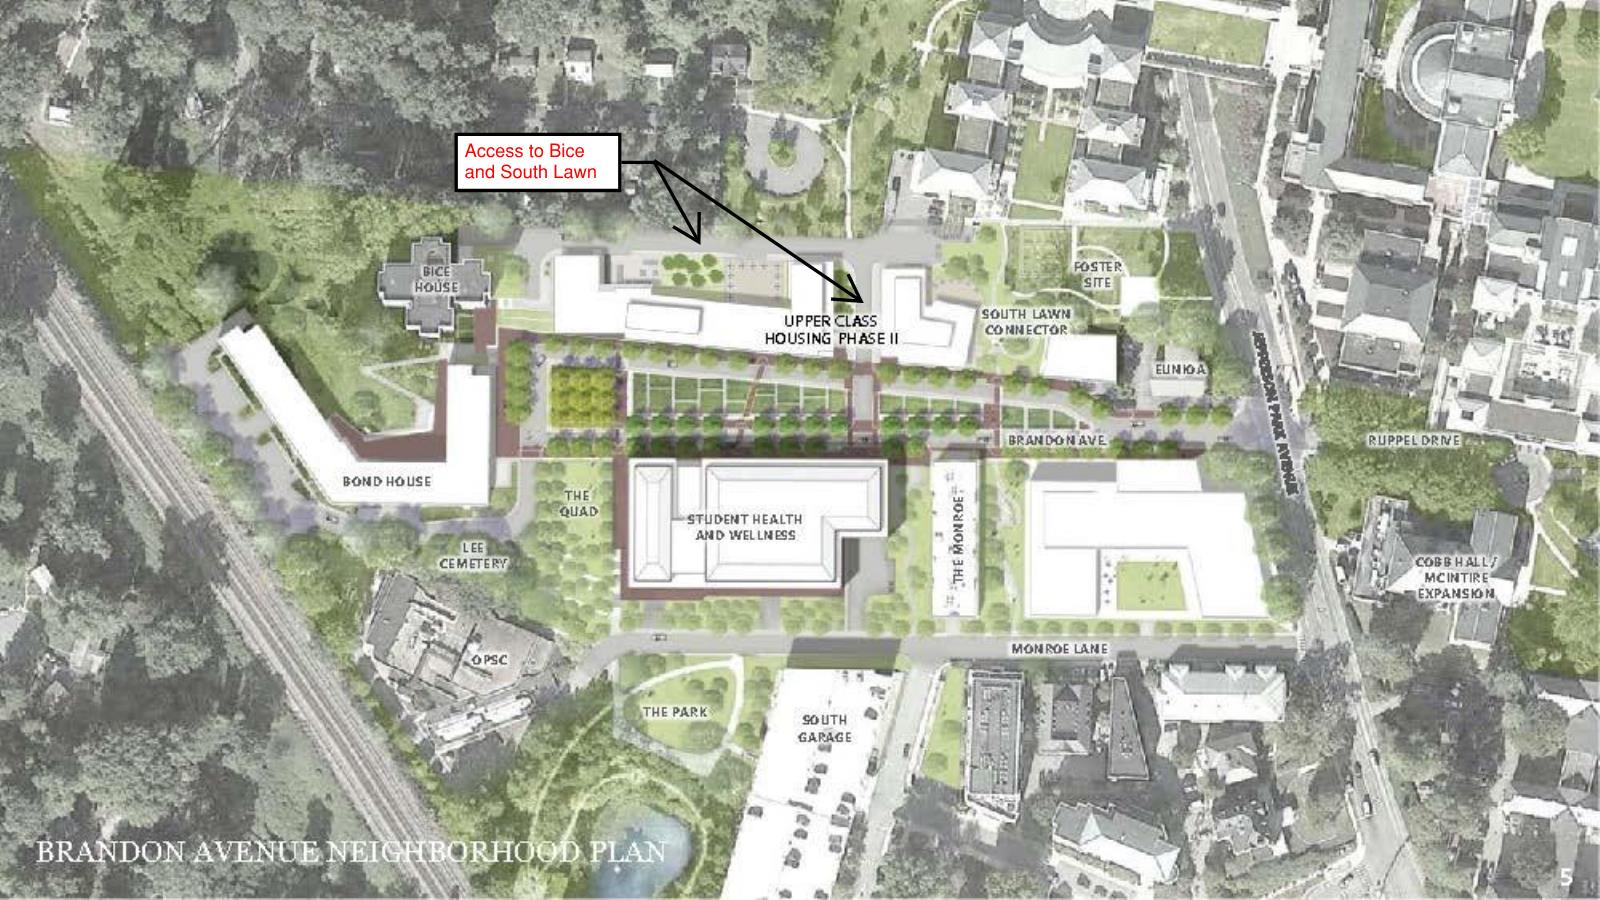 Access to Bice
and South Lawn
BICE
HOUSE
FOSTER
SITE
UPPER CLASS
HOUSING PHASE II
SOUTH LAWN
CONNECTOR
EUNIOA
JEFFERSON PARK AVENUE
BRANDON AVE.
RUPPEL DRIVE
BOND HOUSE
THE
QUAD
STUDENT HEALTH
AND WELLNESS
THE MONROE
LEE
CEMETERY
COBB HALL /
MCINTIRE
EXPANSION
OPSC
MONROE LANE
THE PARK
SOUTH
GARAGE
BRANDON AVENUE NEIGHBORHOOD PLAN
5